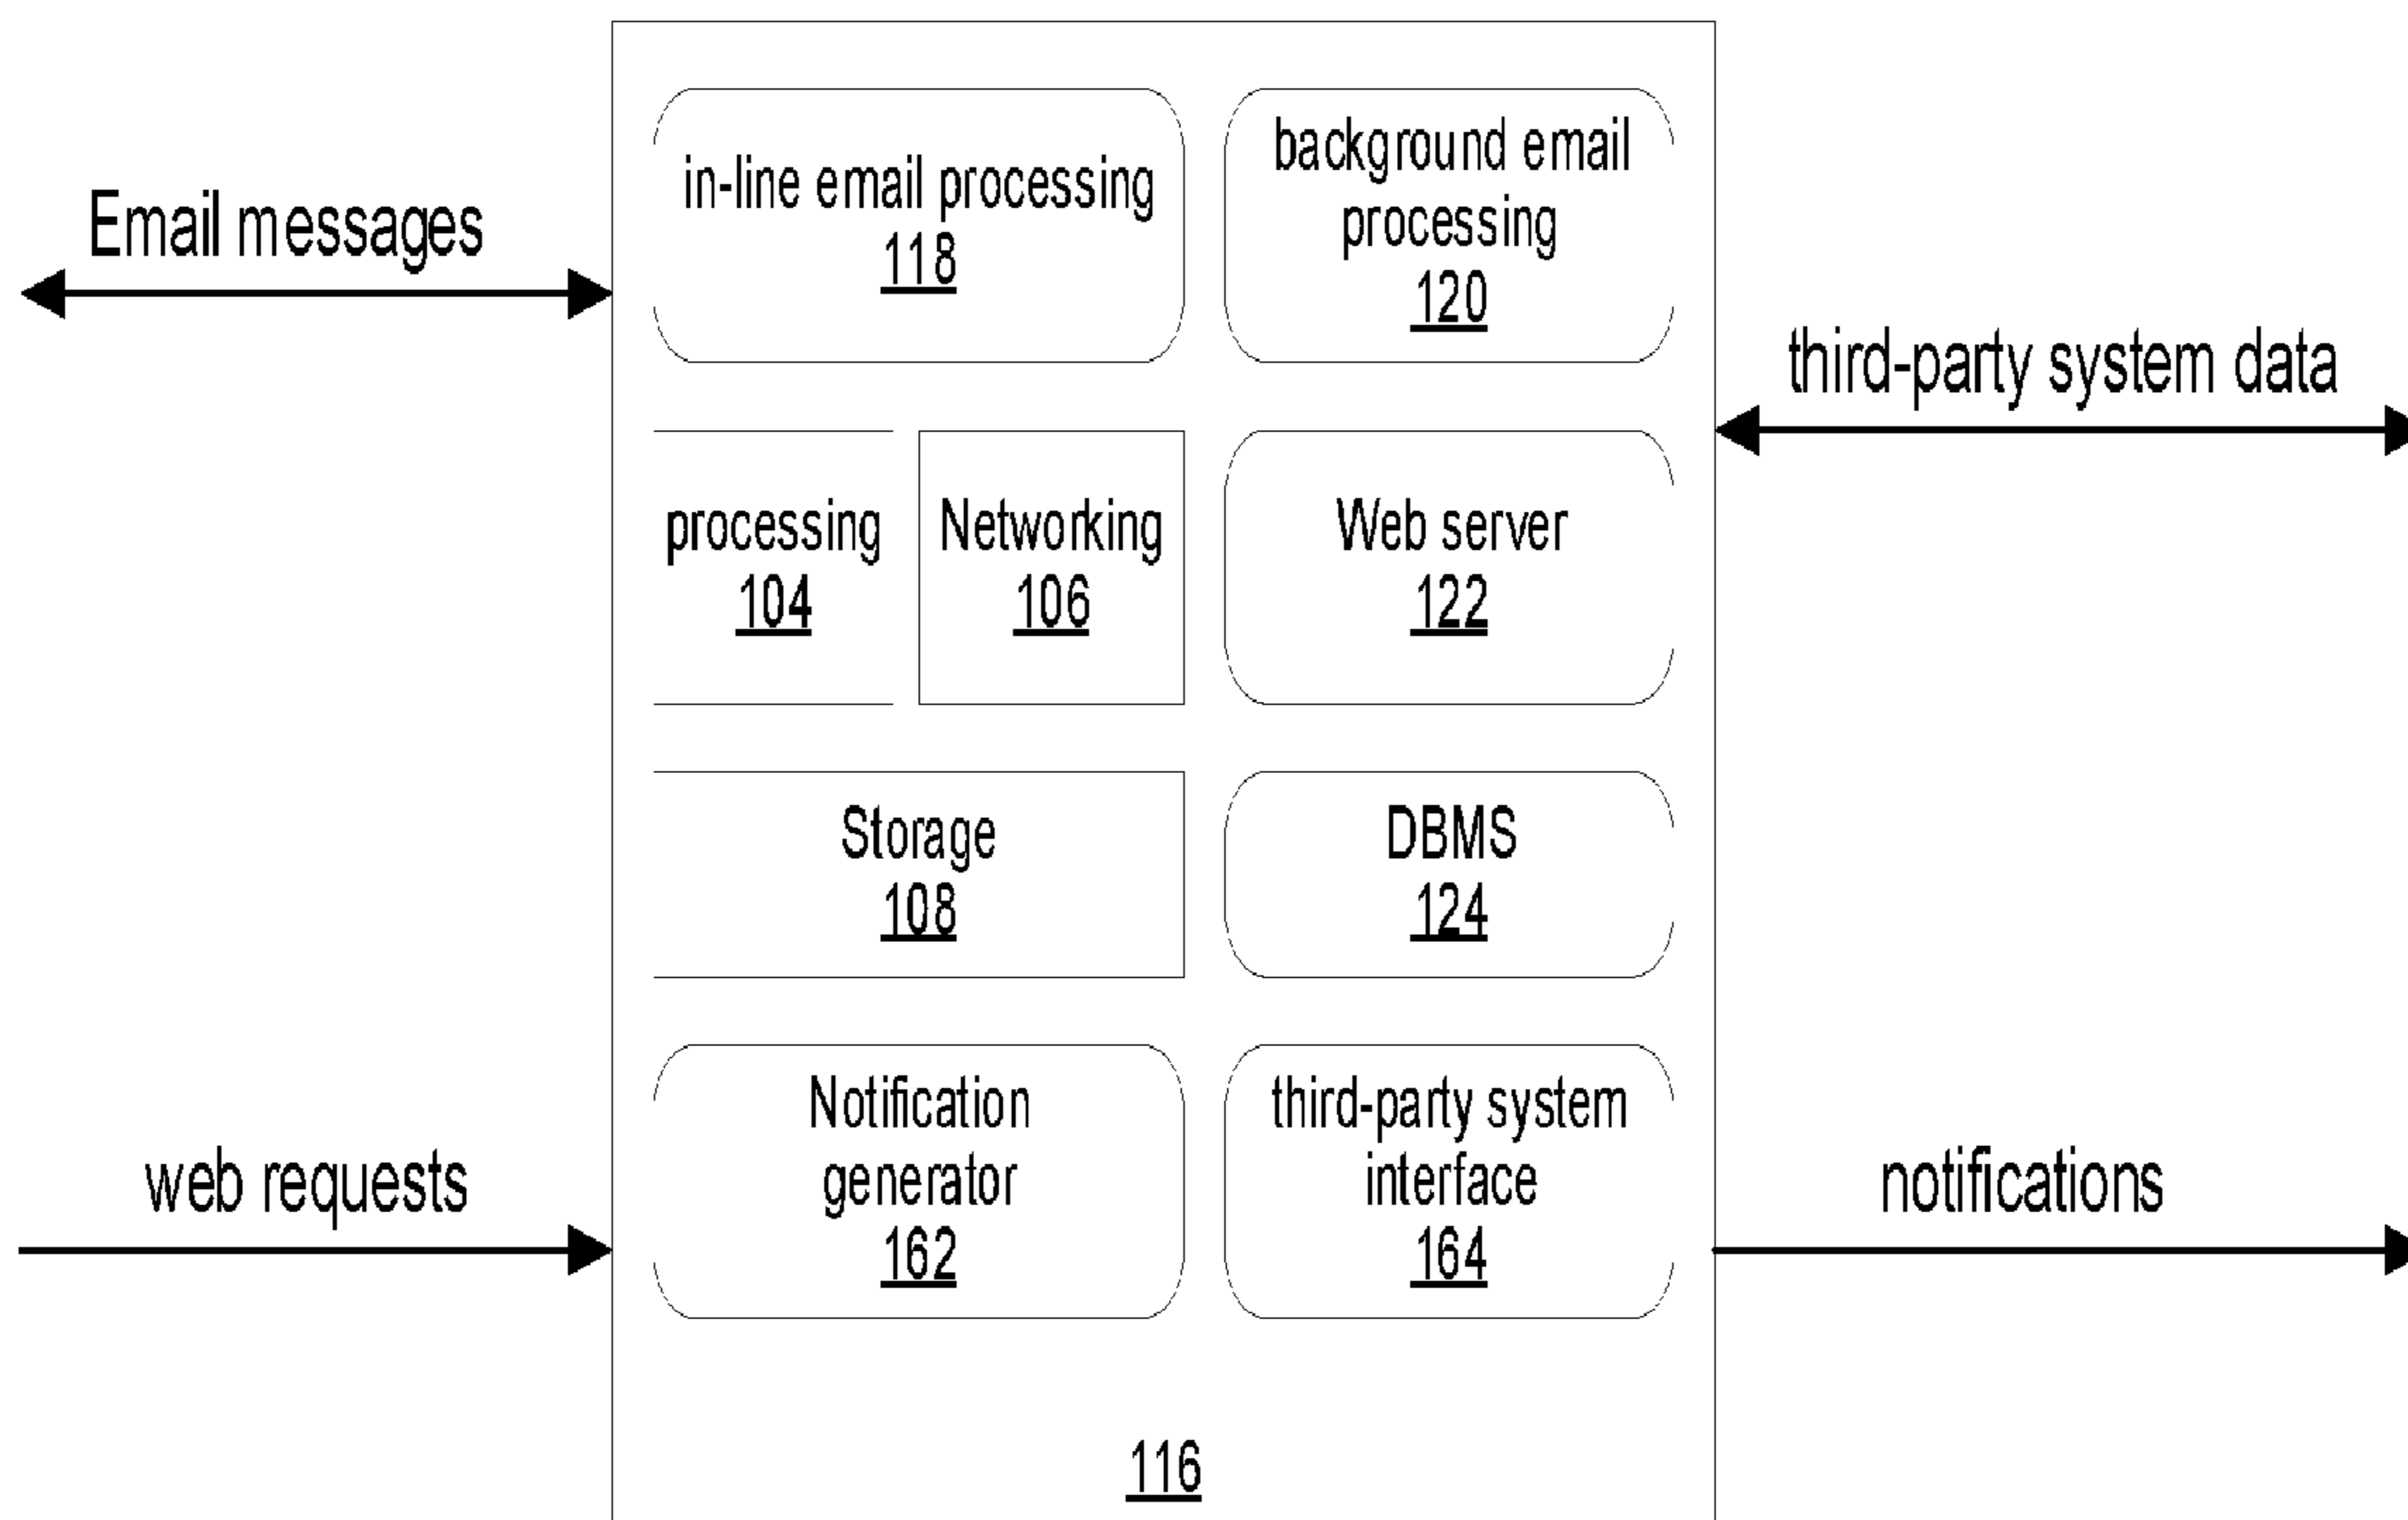 Email messages
in-line email processing
118
background email
processing
120
third-party system data
processing
104
Networking
106
Web server
122
Storage
108
DBMS
124
web requests
Notification
generator
162
third-party system
interface
164
notifications
116